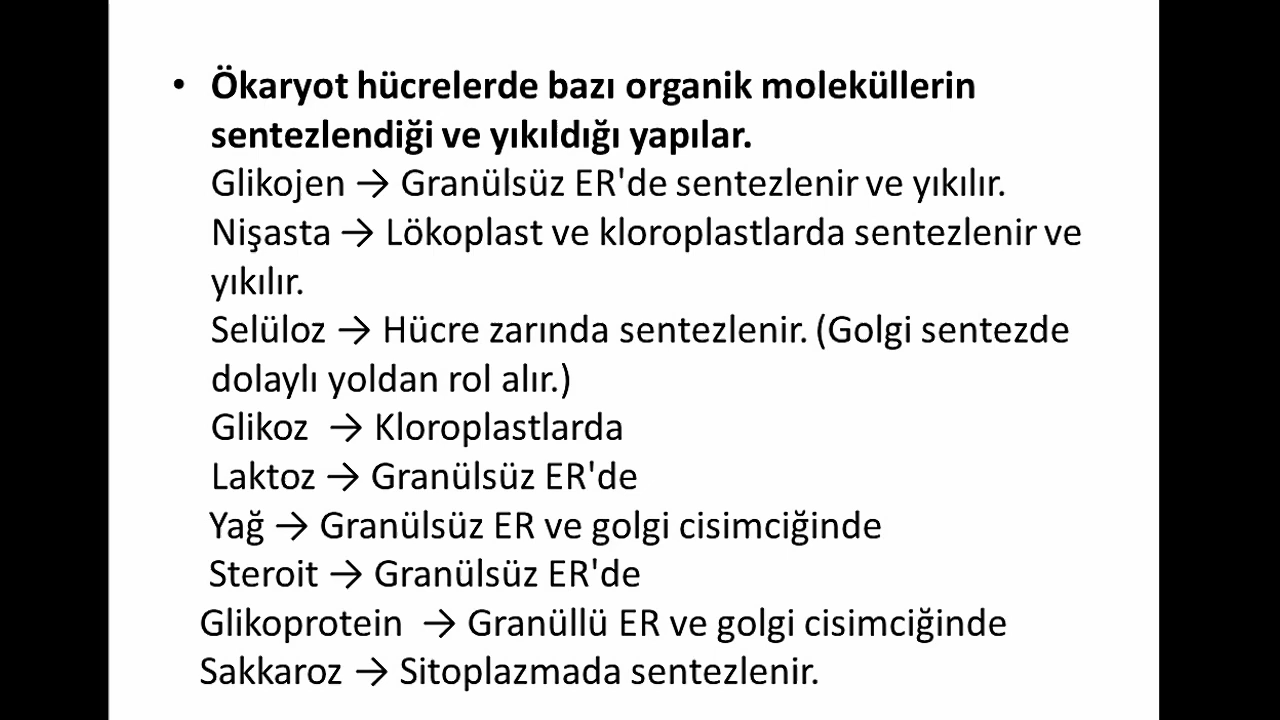 • Ökaryot hücrelerde bazı organik moleküllerin
sentezlendiği ve yıkıldığı yapılar.
Glikojen → Granülsüz ER'de sentezlenir ve yıkılır.
Nişasta → Lökoplast ve kloroplastlarda sentezlenir ve
yıkılır.
Selüloz → Hücre zarında sentezlenir. (Golgi sentezde
dolaylı yoldan rol alır.)
Glikoz → Kloroplastlarda
Laktoz → Granülsüz ER'de
Yağ → Granülsüz ER ve golgi cisimciğinde
Steroit → Granülsüz ER'de
Glikoprotein → Granüllü ER ve golgi cisimciğinde
Sakkaroz → Sitoplazmada sentezlenir.